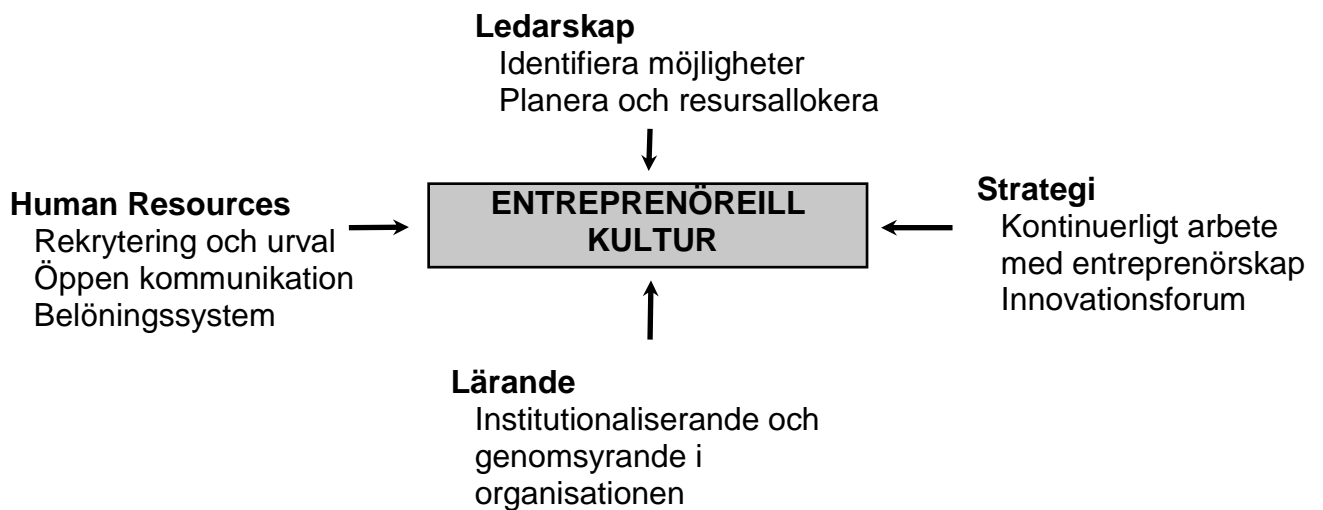 Ledarskap
Identifiera möjligheter
Planera och resursallokera
Human Resources
Rekrytering och urval
Öppen kommunikation
Belöningssystem
ENTREPRENÖREILL
KULTUR
Strategi
Kontinuerligt arbete
med entreprenörskap
Innovationsforum
Lärande
Institutionaliserande och
genomsyrande i
organisationen